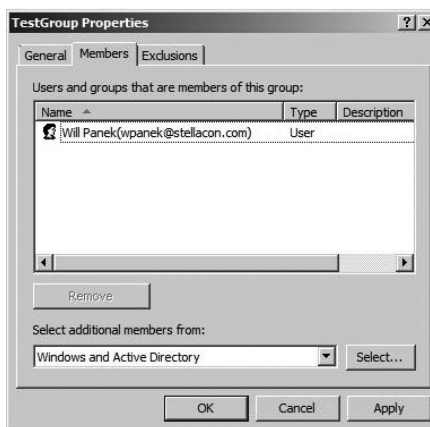 TestGroup Properties
General Members Exclusions
Users and groups that are members of this group:
Name Type Description
Will Panek(wpanek@stellacon.com) User
Remove
Select additional members from:
Windows and Active Directory Select...
OK Cancel Apply